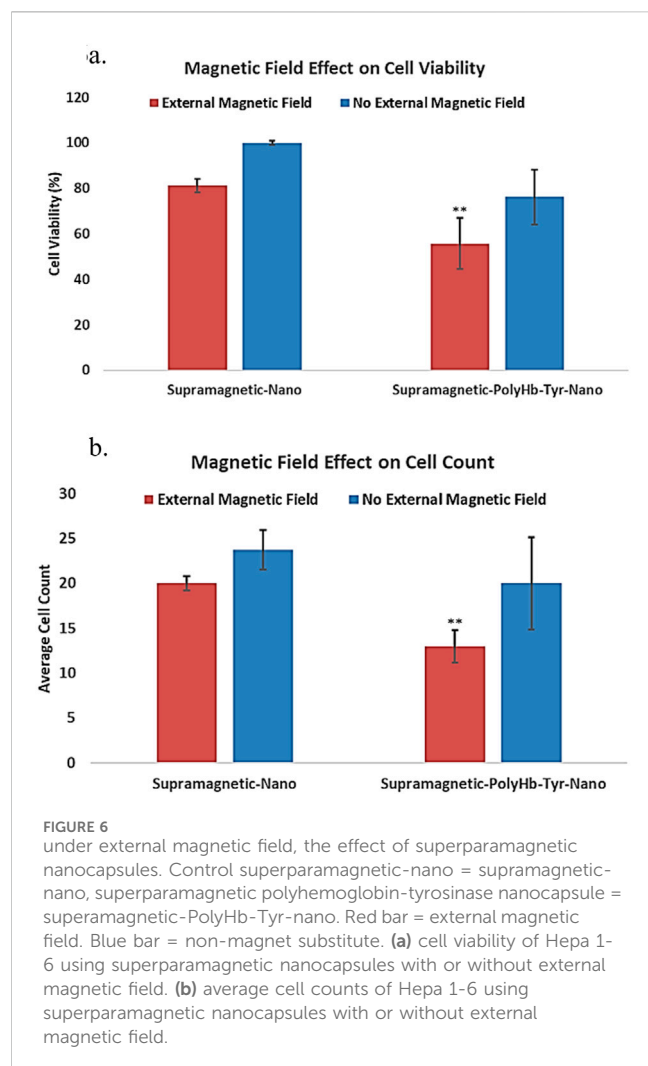 a.
Magnetic Field Effect on Cell Viability
External Magnetic Field No External Magnetic Field
120
100
80
60
40
20
0
Cell Viability (%)
**
Supramagnetic-Nano Supramagnetic-PolyHb-Tyr-Nano
b.
Magnetic Field Effect on Cell Count
External Magnetic Field No External Magnetic Field
30
25
20
15
10
5
0
Average Cell Count
**
Supramagnetic-Nano Supramagnetic-PolyHb-Tyr-Nano
FIGURE 6
under external magnetic field, the effect of superparamagnetic
nanocapsules. Control superparamagnetic-nano = supramagnetic-
nano, superparamagnetic polyhemoglobin-tyrosinase nanocapsule =
superamagnetic-PolyHb-Tyr-nano. Red bar = external magnetic
field. Blue bar = non-magnet substitute. (a) cell viability of Hepa 1-
6 using superparamagnetic nanocapsules with or without external
magnetic field. (b) average cell counts of Hepa 1-6 using
superparamagnetic nanocapsules with or without external
magnetic field.